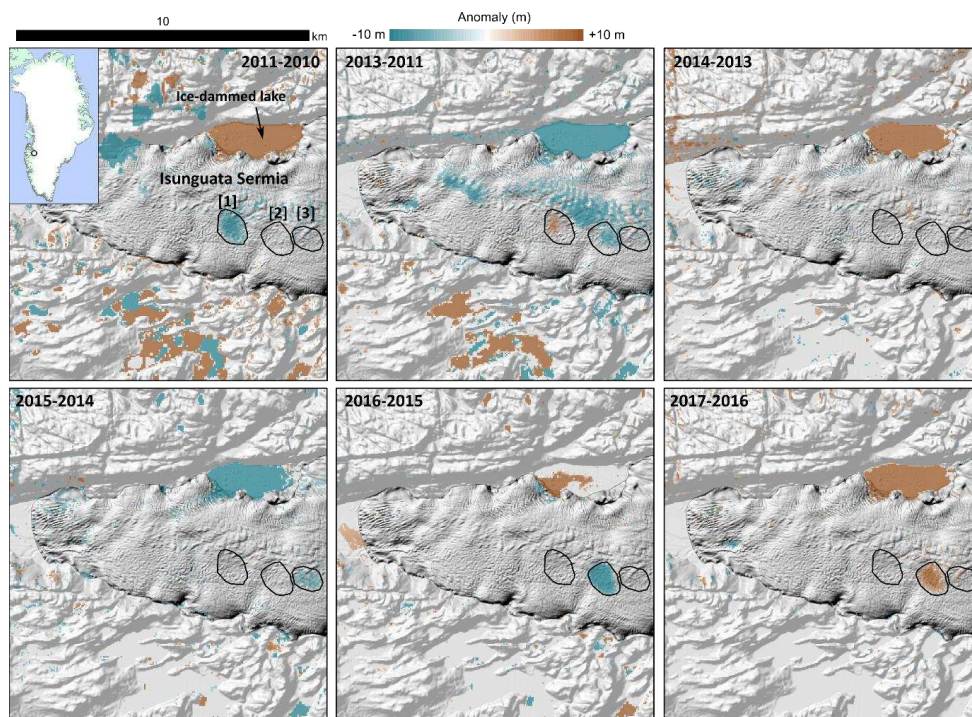 10
km
Anomaly (m)
-10 m
+10 m
2011-2010
Ice-dammed lake
Isunguata Sermia
[1]
[2] [3]
2013-2011
2014-2013
2015-2014
2016-2015
2017-2016